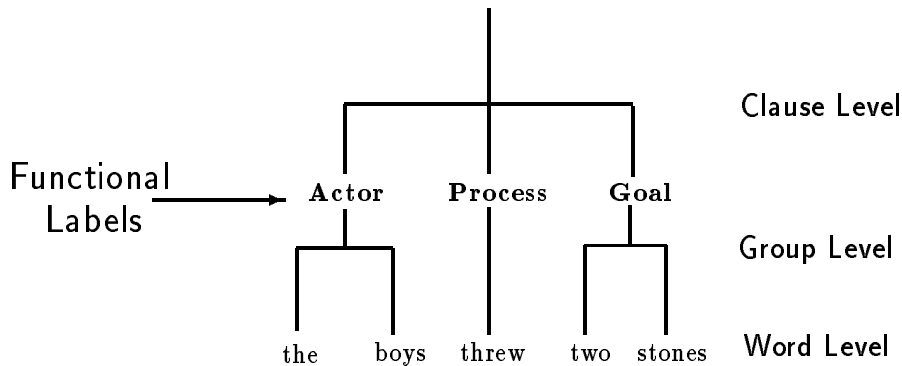 Clause Level
Functional
Labels
Actor Process Goal
Group Level
the boys threw two stones
Word Level